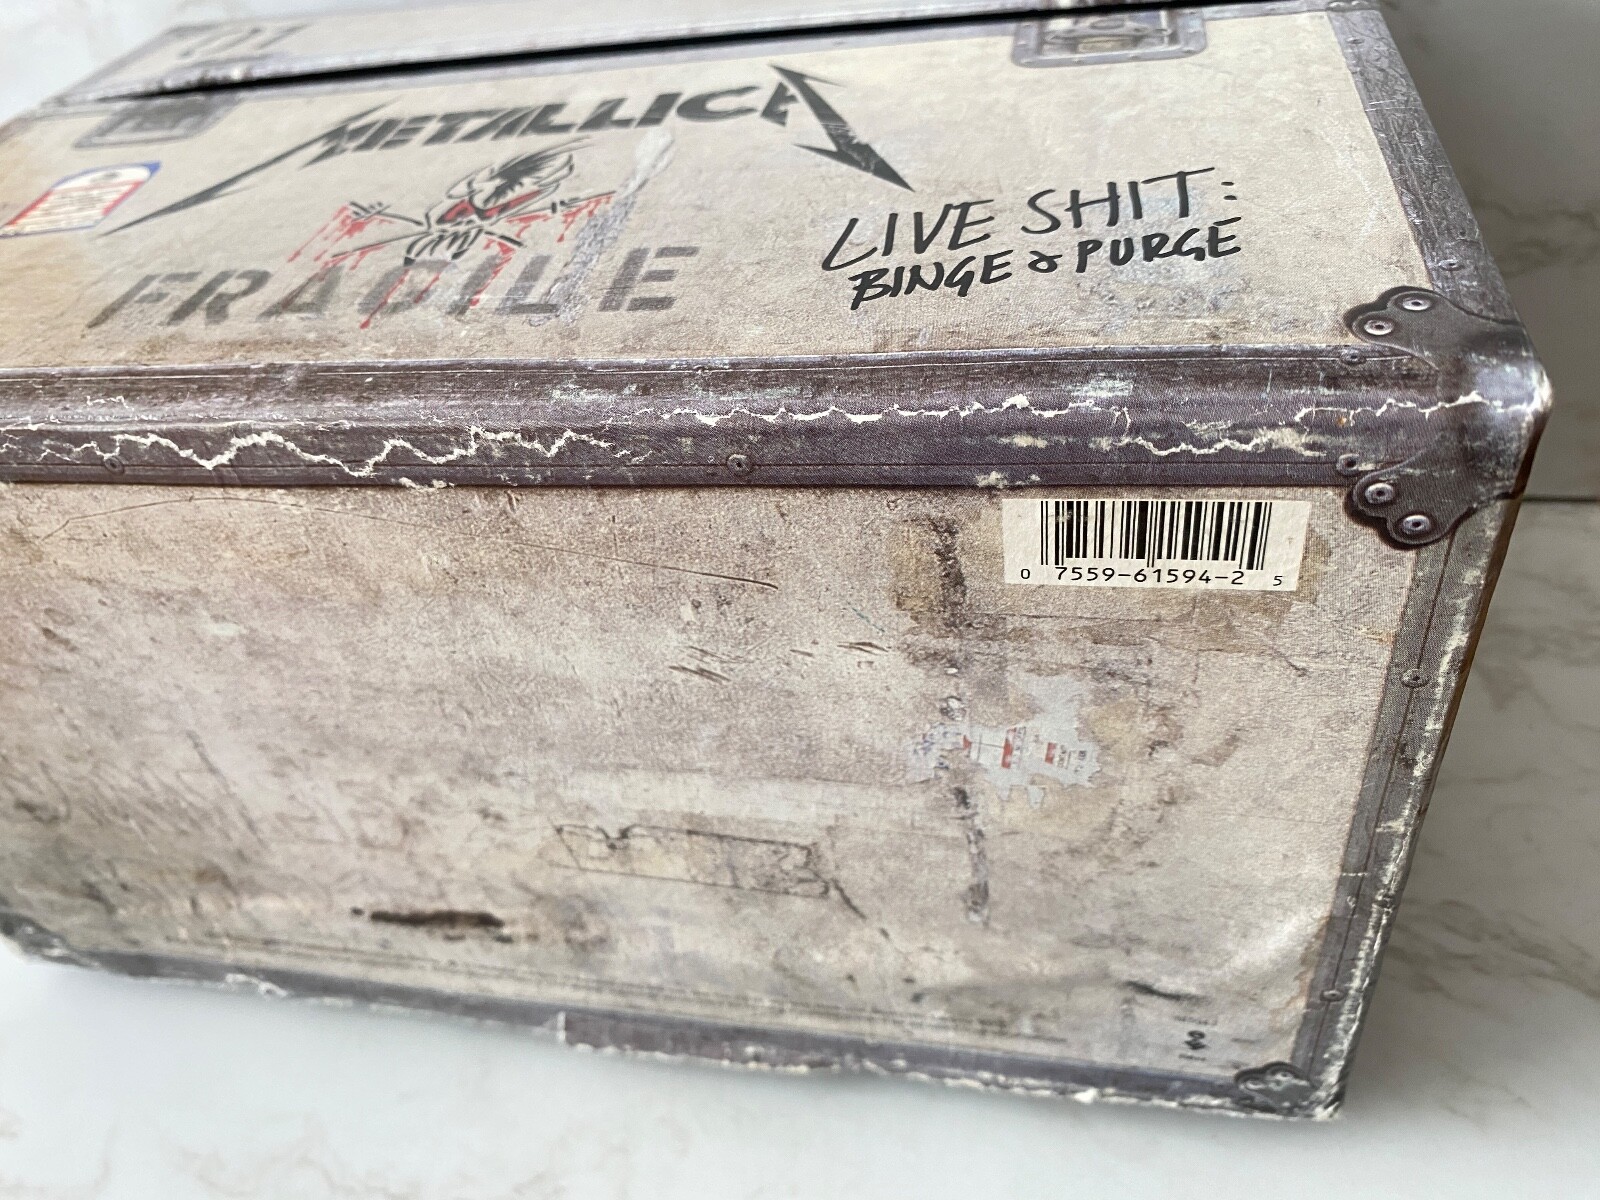 METALLICA
FRAGILE
LIVE SHIT:
BINGE & PURGE
0 7559-61594-2 5